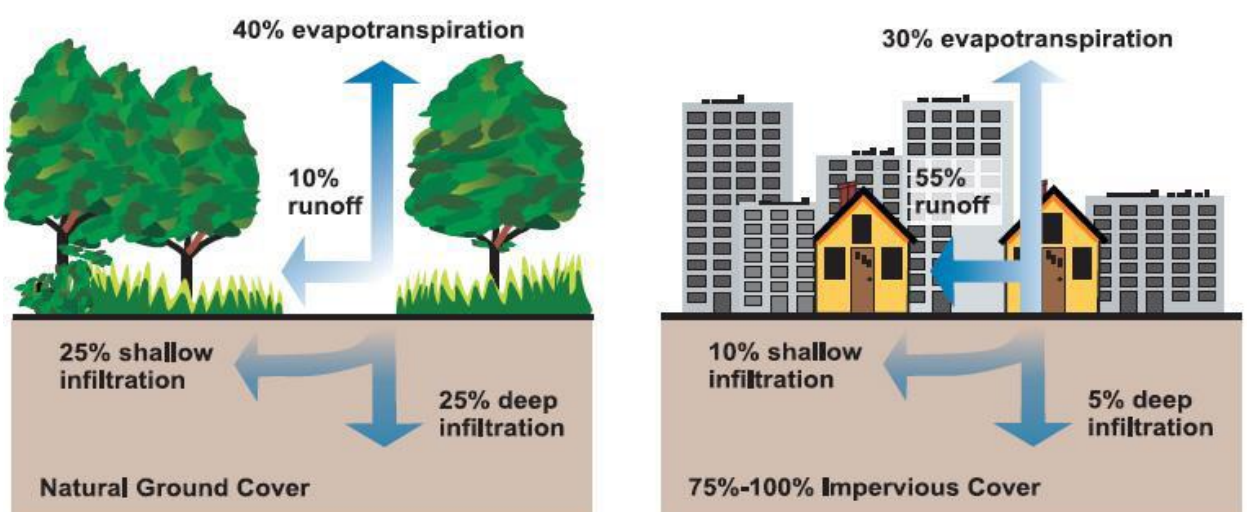 40% evapotranspiration
10%
runoff
25% shallow
infiltration
25% deep
infiltration
Natural Ground Cover
30% evapotranspiration
55%
runoff
10% shallow
infiltration
5% deep
infiltration
75%-100% Impervious Cover